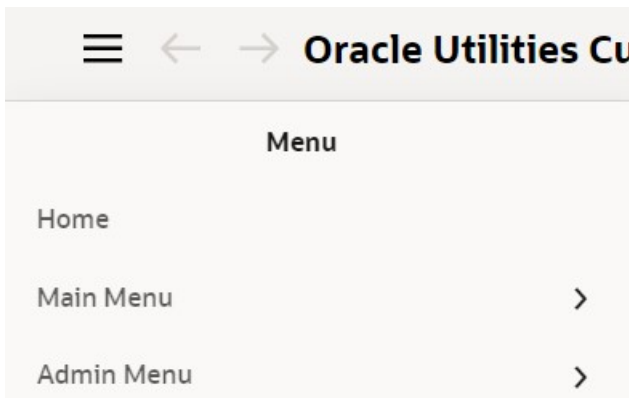 Oracle Utilities Cu
Menu
Home
Main Menu
Admin Menu